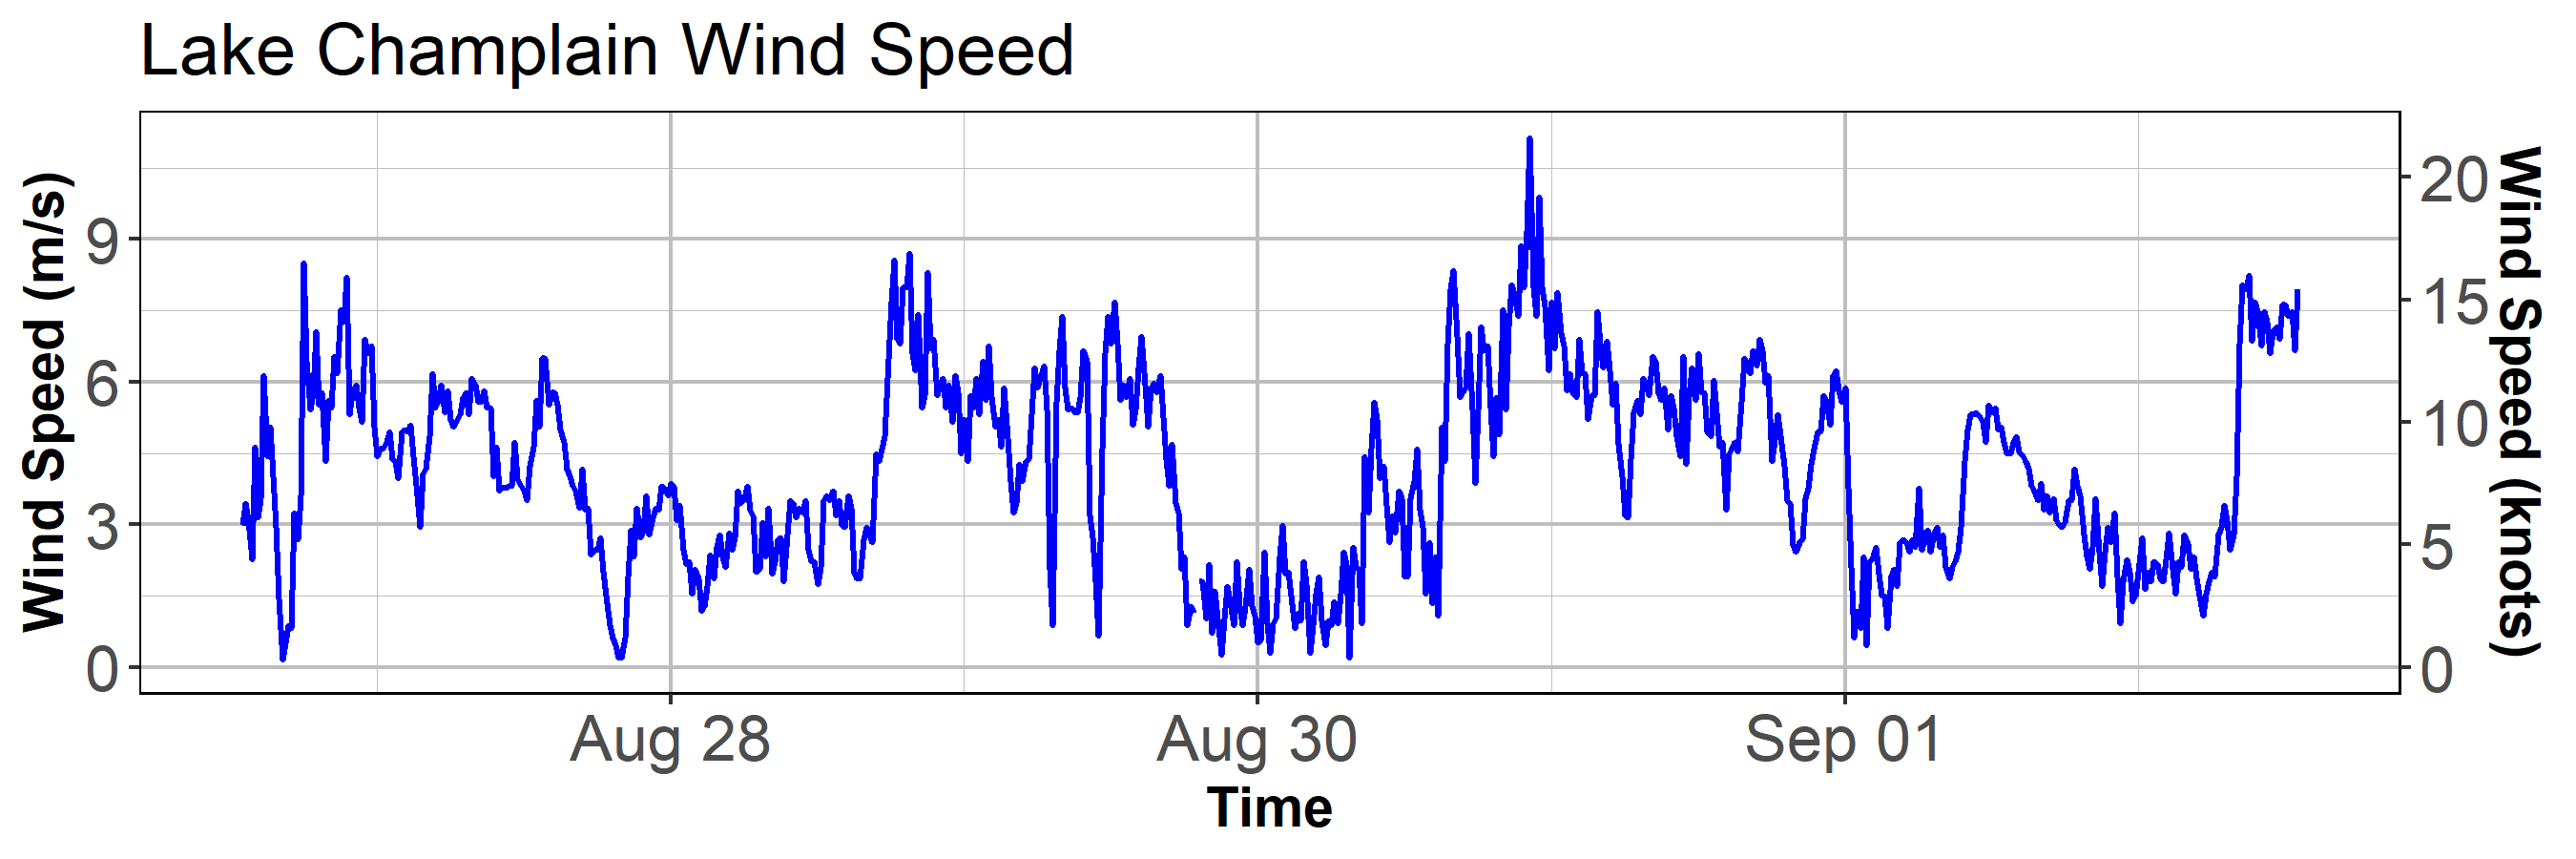 Lake Champlain Wind Speed
Wind Speed (m/s)
9
6
3
0
20
15
10
5
0
Wind Speed (knots)
Aug 28
Aug 30
Sep 01
Time